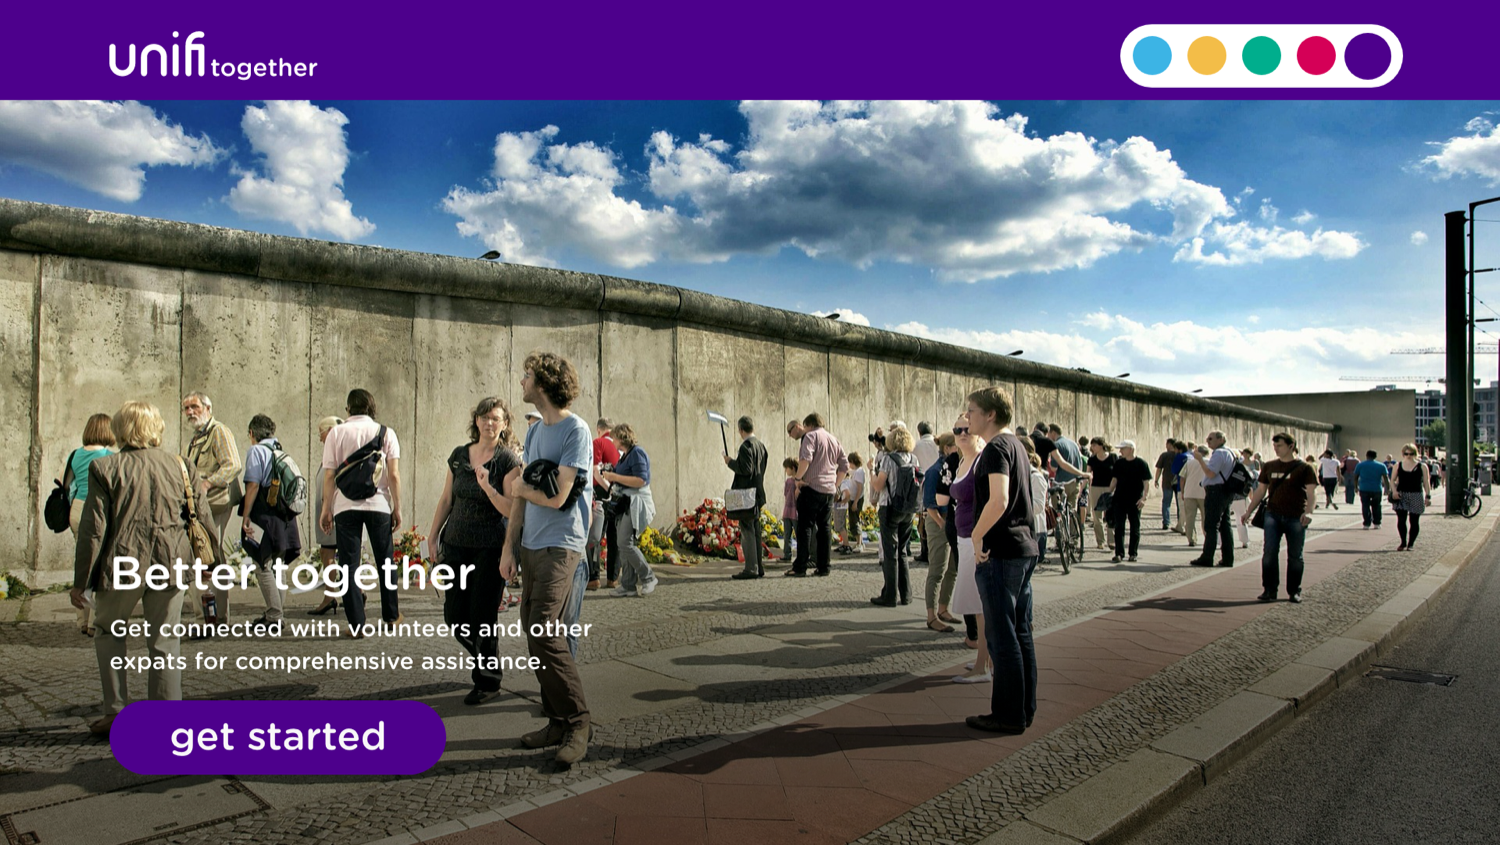 unifi together
Better together
Get connected with volunteers and other
expats for comprehensive assistance.
get started